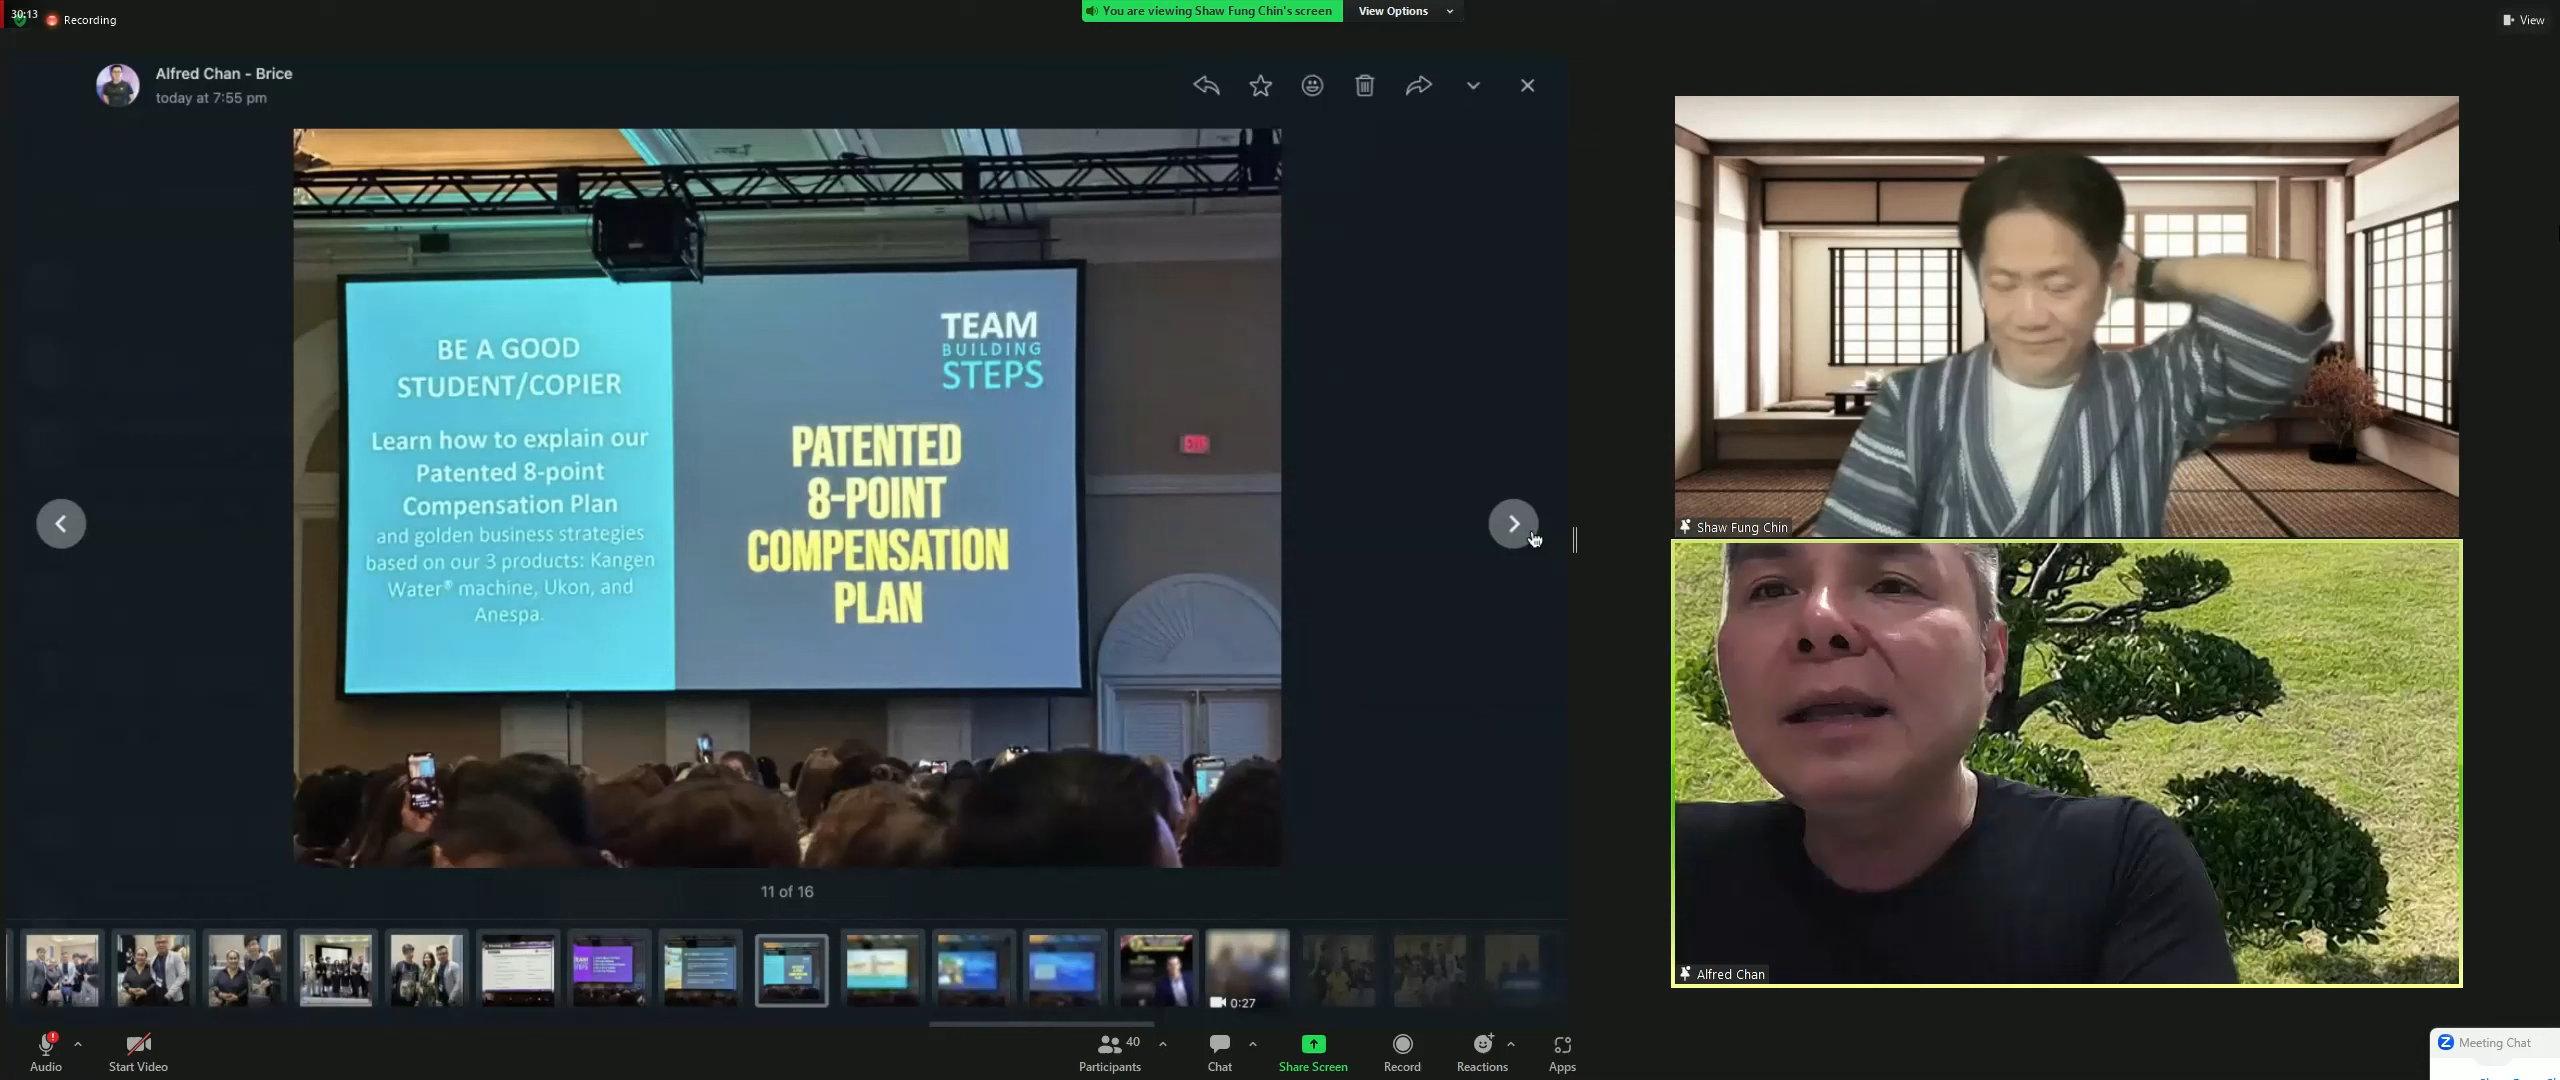 30:13
Recording
You are viewing Shaw Fung Chin's screen
View Options
View
Alfred Chan - Brice
today at 7:55 pm
BE A GOOD
STUDENT/COPIER
Learn how to explain our
Patented 8-point
Compensation Plan
and golden business strategies
based on our 3 products: Kangen
Water® machine, Ukon, and
Anespa.
TEAM
BUILDING
STEPS
PATENTED
8-POINT
COMPENSATION
PLAN
EXIT
11 of 16
0:27
Shaw Fung Chin
Alfred Chan
Audio
Start Video
40
Participants
Chat
Share Screen
Record
Reactions
Apps
Meeting Chat